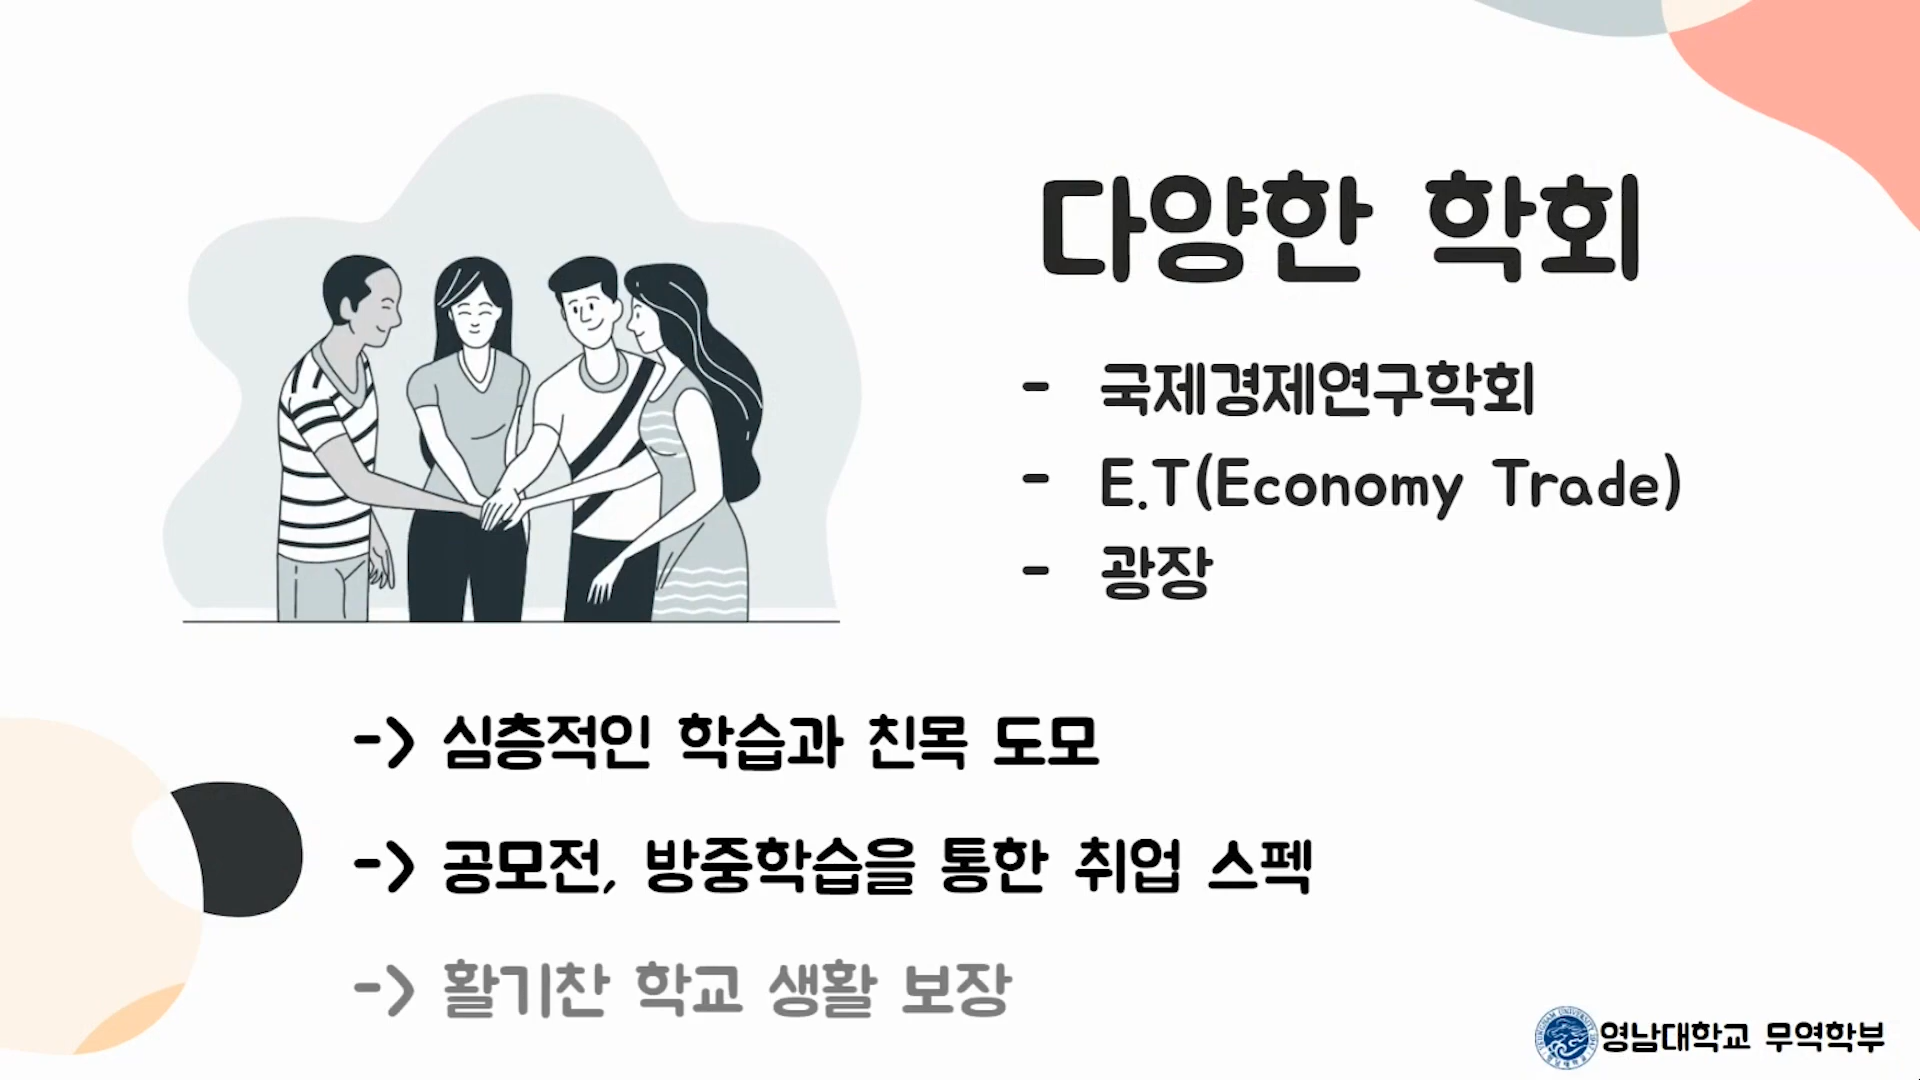 다양한 학회
- 국제경제연구학회
- E.T(Economy Trade)
- 광장
-> 심층적인 학습과 친목 도모
-> 공모전, 방중학습을 통한 취업 스펙
-> 활기찬 학교 생활 보장
영남대학교 무역학부